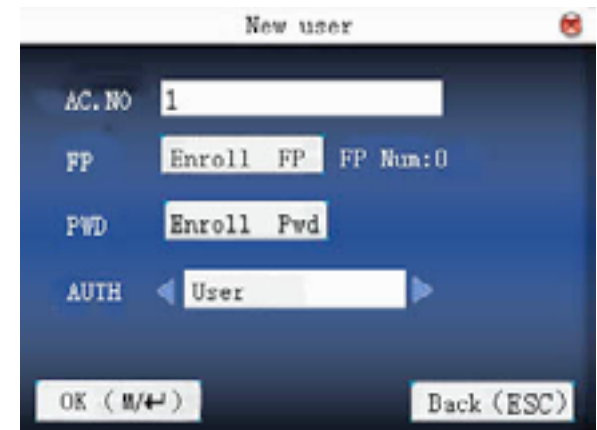 New user
AC.NO 1
FP Enroll FP FP Num:0
PWD Enroll Pwd
AUTH User
OK (M/↵) Back(ESC)